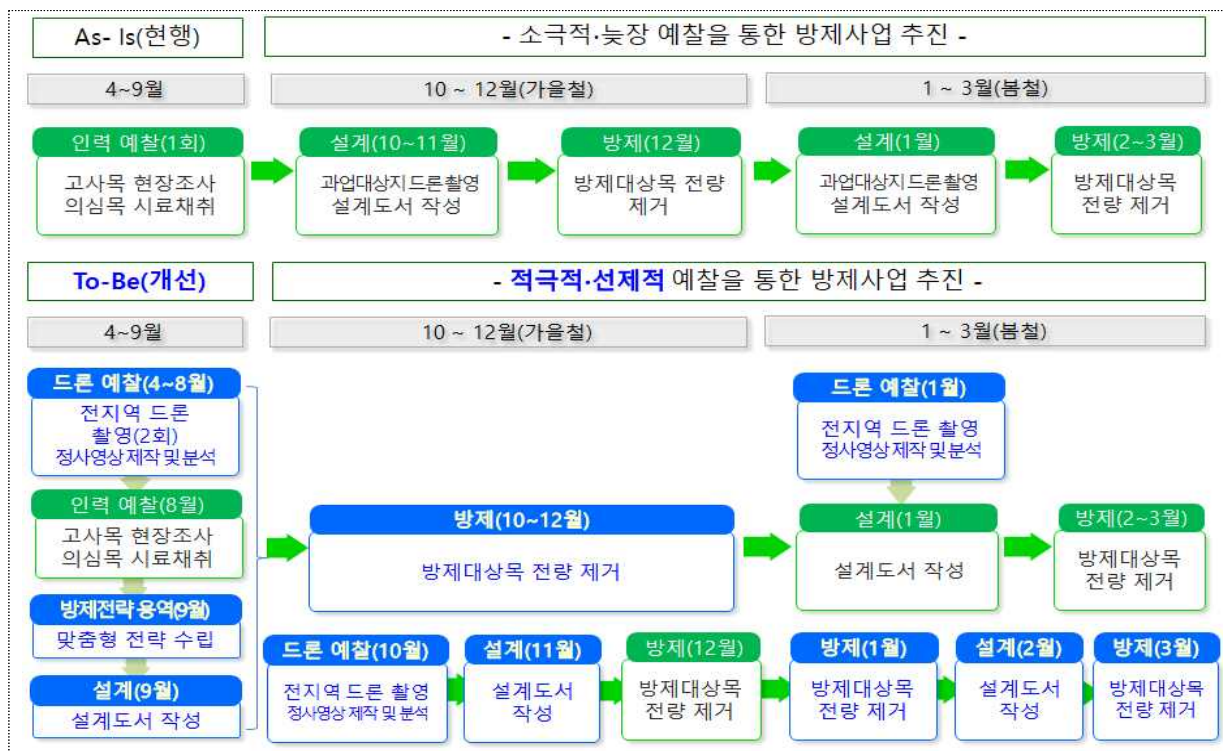 As- Is(현행)
- 소극적·늦장 예찰을 통한 방제사업 추진 -
4~9월
10 ~ 12월(가을철)
1 ~ 3월(봄철)
인력 예찰(1회)
고사목 현장조사
의심목 시료채취
설계(10~11월)
과업대상지 드론촬영
설계도서 작성
방제(12월)
방제대상목 전량
제거
설계(1월)
과업대상지 드론촬영
설계도서 작성
방제(2~3월)
방제대상목
전량 제거
To-Be(개선)
- 적극적·선제적 예찰을 통한 방제사업 추진 -
4~9월
10 ~ 12월(가을철)
1 ~ 3월(봄철)
드론 예찰(4~8월)
전지역 드론
촬영(2회)
정사영상 제작 및 분석
인력 예찰(8월)
고사목 현장조사
의심목 시료채취
방제전략 용역(9월)
맞춤형 전략 수립
설계(9월)
설계도서 작성
방제(10~12월)
방제대상목 전량 제거
드론 예찰(1월)
전지역 드론 촬영
정사영상 제작 및 분석
설계(1월)
설계도서 작성
방제(2~3월)
방제대상목
전량 제거
드론 예찰(10월)
전지역 드론 촬영
정사영상 제작 및 분석
설계(11월)
설계도서
작성
방제(12월)
방제대상목
전량 제거
방제(1월)
방제대상목
전량 제거
설계(2월)
설계도서
작성
방제(3월)
방제대상목
전량 제거